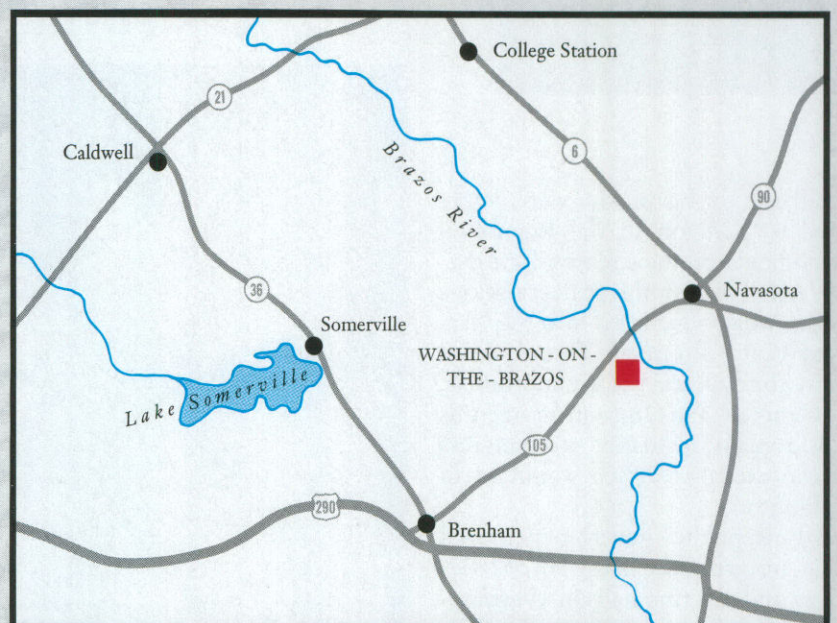 College Station
21
Caldwell
Brazos River
6
90
36
Navasota
Somerville
WASHINGTON - ON -
THE - BRAZOS
Lake Somerville
105
290
Brenham